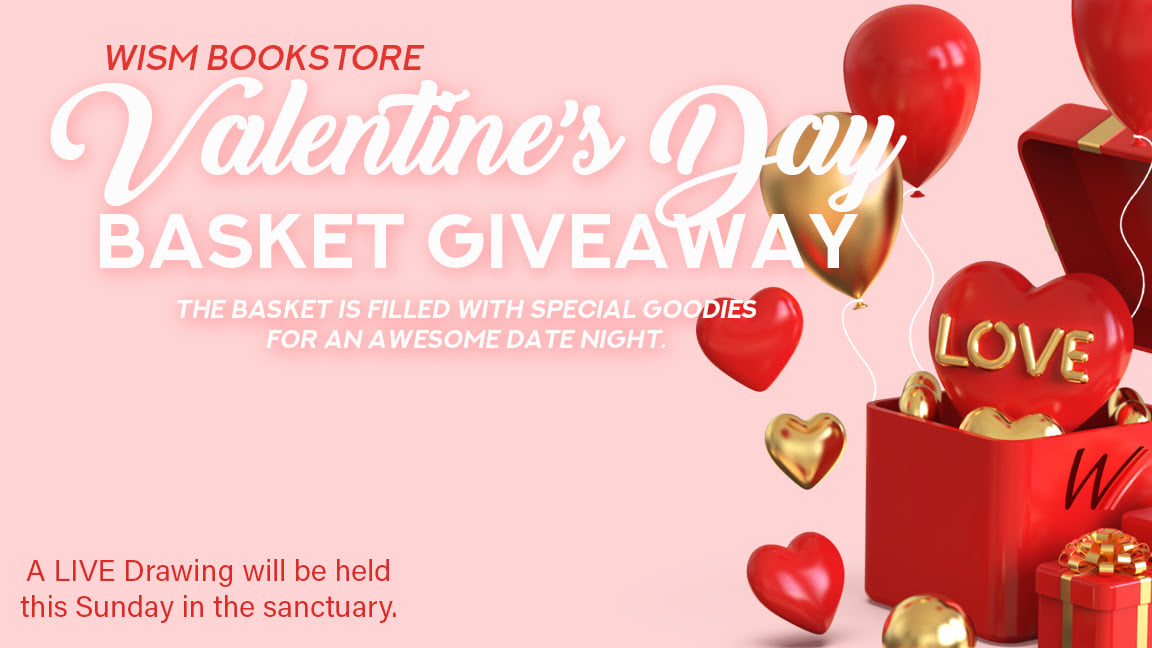 WISM BOOKSTORE
Valentine's Day
BASKET GIVEAWAY
THE BASKET IS FILLED WITH SPECIAL GOODIES
FOR AN AWESOME DATE NIGHT.
LOVE
W
A LIVE Drawing will be held
this Sunday in the sanctuary.